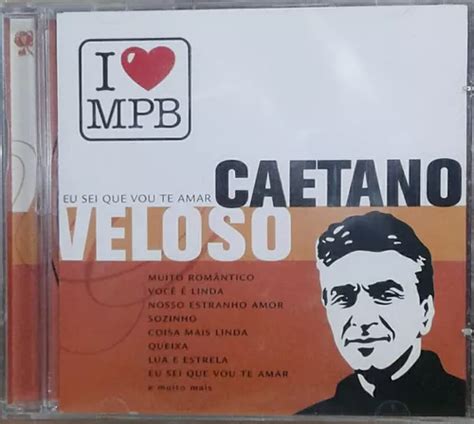 I ❤ MPB
EU SEI QUE VOU TE AMAR CAETANO
VELOSO
MUITO ROMÂNTICO
VOCÊ É LINDA
NOSSO ESTRANHO AMOR
SOZINHO
COISA MAIS LINDA
QUEIXA
LUA E ESTRELA
EU SEI QUE VOU TE AMAR
e muito mais